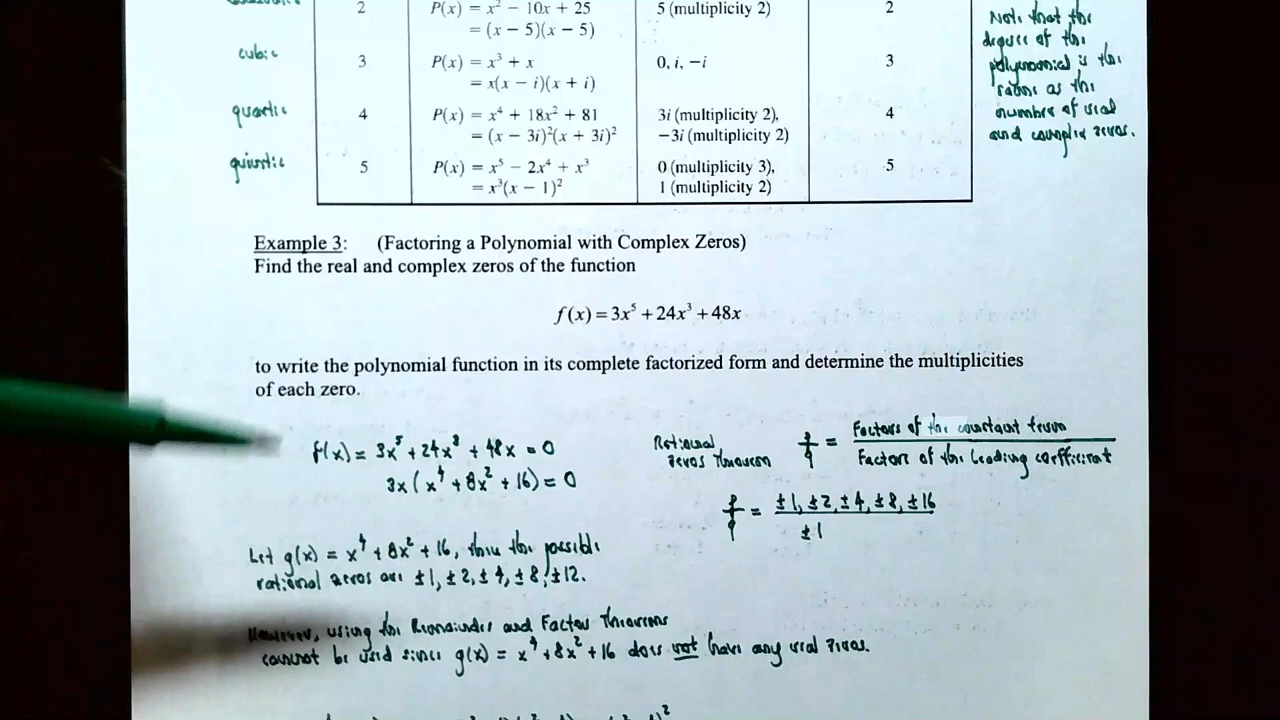 2 P(x) = x² − 10x + 25 5 (multiplicity 2) 2
= (x − 5)(x − 5)
cubic 3 P(x) = x³ + x 0, i, −i 3
= x(x − i)(x + i)
quartic 4 P(x) = x⁴ + 18x² + 81 3i (multiplicity 2), 4
= (x − 3i)²(x + 3i)² −3i (multiplicity 2)
quintic 5 P(x) = x⁵ − 2x⁴ + x³ 0 (multiplicity 3), 5
= x³(x − 1)² 1 (multiplicity 2)
Note that the
degree of the
polynomial is the
same as the
number of real
and complex zeros.
Example 3: (Factoring a Polynomial with Complex Zeros)
Find the real and complex zeros of the function
f(x) = 3x⁵ + 24x³ + 48x
to write the polynomial function in its complete factorized form and determine the multiplicities
of each zero.
f(x) = 3x⁵ + 24x³ + 48x = 0
3x(x⁴ + 8x² + 16) = 0
Rational
Zeros Theorem
p/q = Factors of the constant term / Factors of the leading coefficient
p/q = ±1, ±2, ±4, ±8, ±16 / ±1
Let g(x) = x⁴ + 8x² + 16, then the possible
rational zeros are ±1, ±2, ±4, ±8, ±12.
However, using the Remainder and Factor Theorems
cannot be used since g(x) = x⁴ + 8x² + 16 does not have any real zeros.